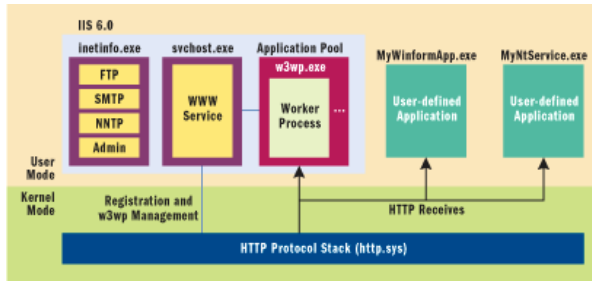 IIS 6.0
inetinfo.exe
svchost.exe
Application Pool
w3wp.exe
MyWinformApp.exe
MyNtService.exe
FTP
SMTP
NNTP
Admin
WWW
Service
Worker
Process
...
User-defined
Application
User-defined
Application
User
Mode
Kernel
Mode
Registration and
w3wp Management
HTTP Receives
HTTP Protocol Stack (http.sys)